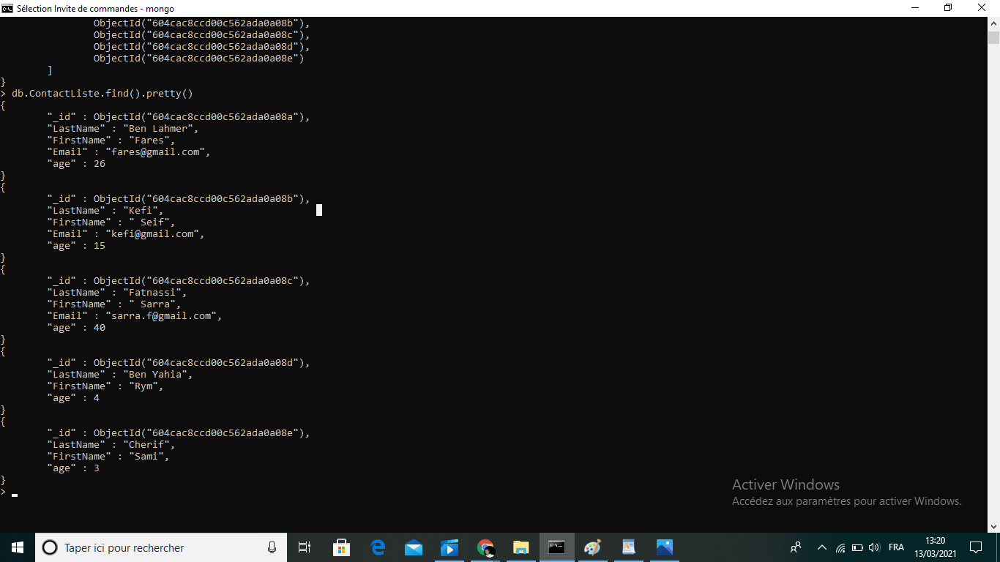 Sélection Invite de commandes - mongo
ObjectId("604cac8ccd00c562ada0a08b"),
ObjectId("604cac8ccd00c562ada0a08c"),
ObjectId("604cac8ccd00c562ada0a08d"),
ObjectId("604cac8ccd00c562ada0a08e")
]
}
> db.ContactListe.find().pretty()
{
"_id" : ObjectId("604cac8ccd00c562ada0a08a"),
"LastName" : "Ben Lahmer",
"FirstName" : "Fares",
"Email" : "fares@gmail.com",
"age" : 26
}
{
"_id" : ObjectId("604cac8ccd00c562ada0a08b"),
"LastName" : "Kefi",
"FirstName" : " Seif",
"Email" : "kefi@gmail.com",
"age" : 15
}
{
"_id" : ObjectId("604cac8ccd00c562ada0a08c"),
"LastName" : "Fatnassi",
"FirstName" : " Sarra",
"Email" : "sarra.f@gmail.com",
"age" : 40
}
{
"_id" : ObjectId("604cac8ccd00c562ada0a08d"),
"LastName" : "Ben Yahia",
"FirstName" : "Rym",
"age" : 4
}
{
"_id" : ObjectId("604cac8ccd00c562ada0a08e"),
"LastName" : "Cherif",
"FirstName" : "Sami",
"age" : 3
}
>
Activer Windows
Accédez aux paramètres pour activer Windows.
Taper ici pour rechercher
FRA
13:20
13/03/2021